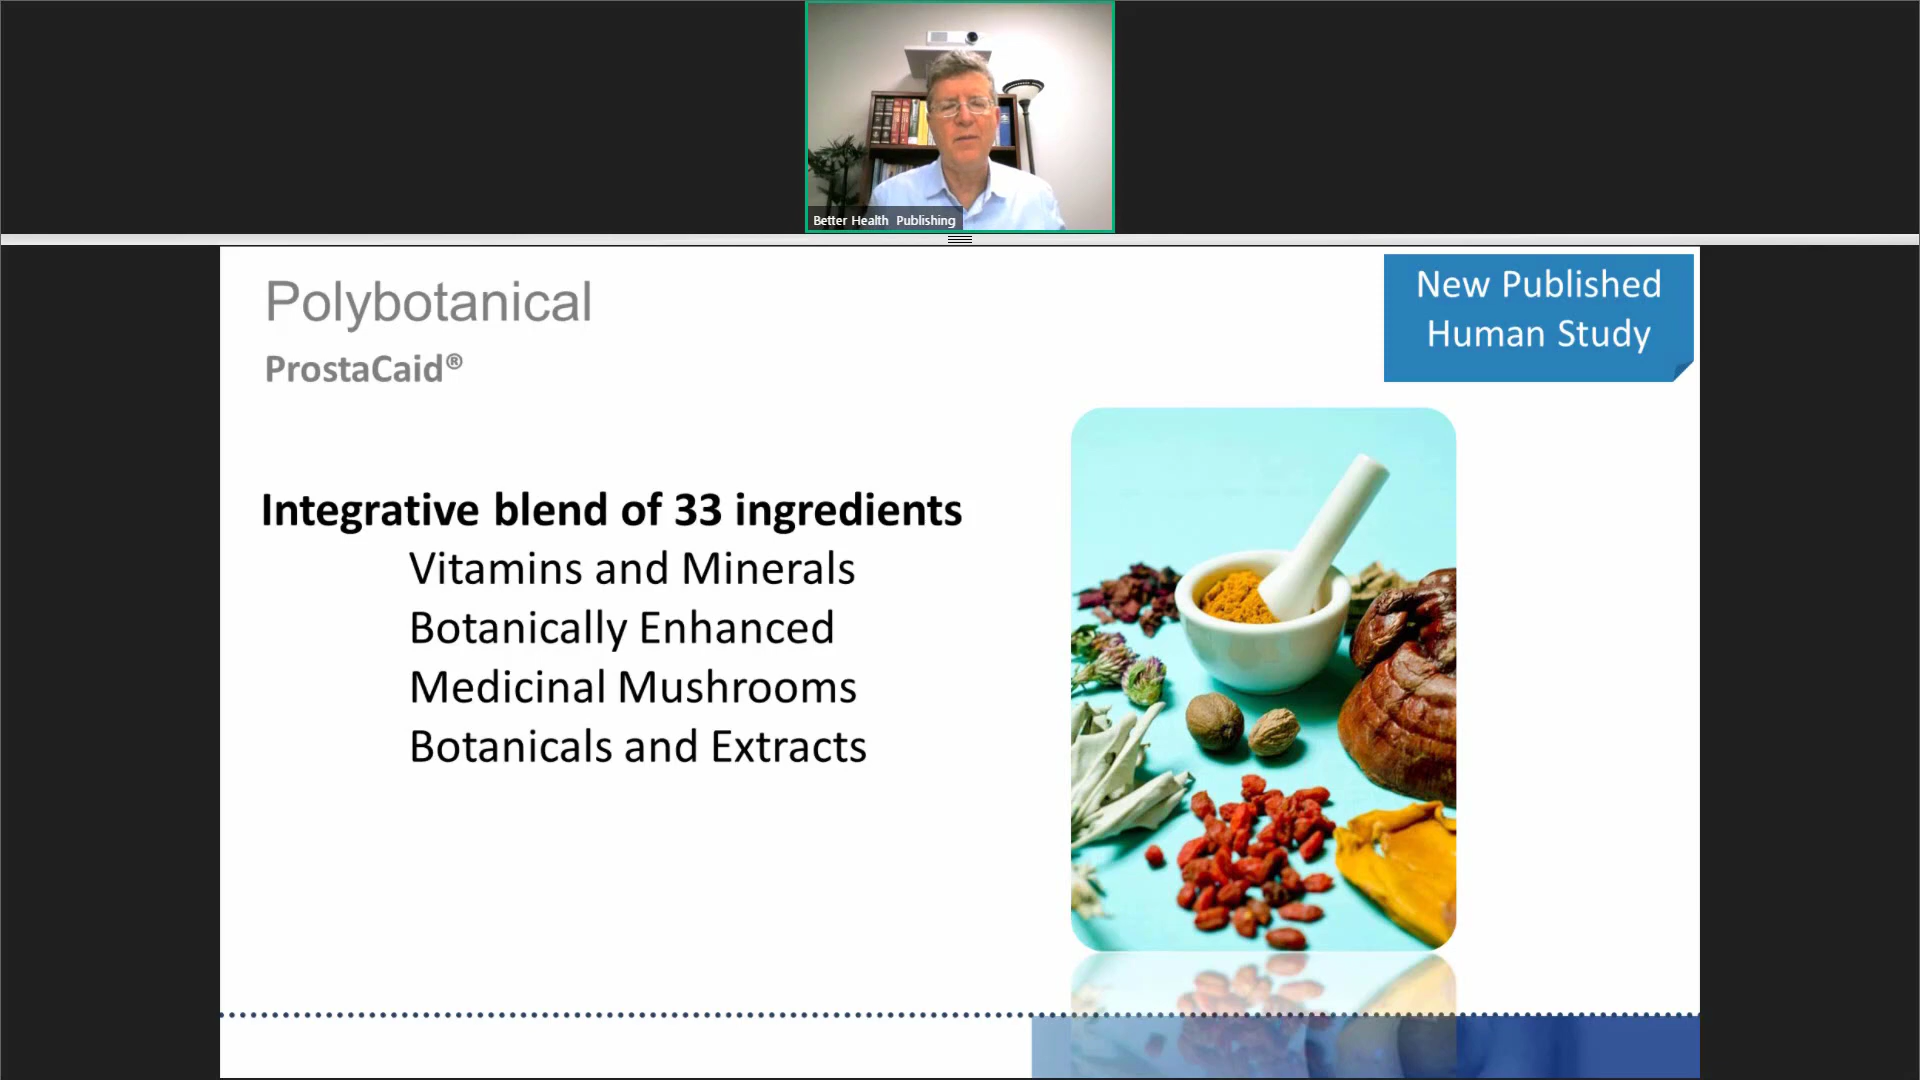 Better Health Publishing
Polybotanical
ProstaCaid®
New Published
Human Study
Integrative blend of 33 ingredients
Vitamins and Minerals
Botanically Enhanced
Medicinal Mushrooms
Botanicals and Extracts